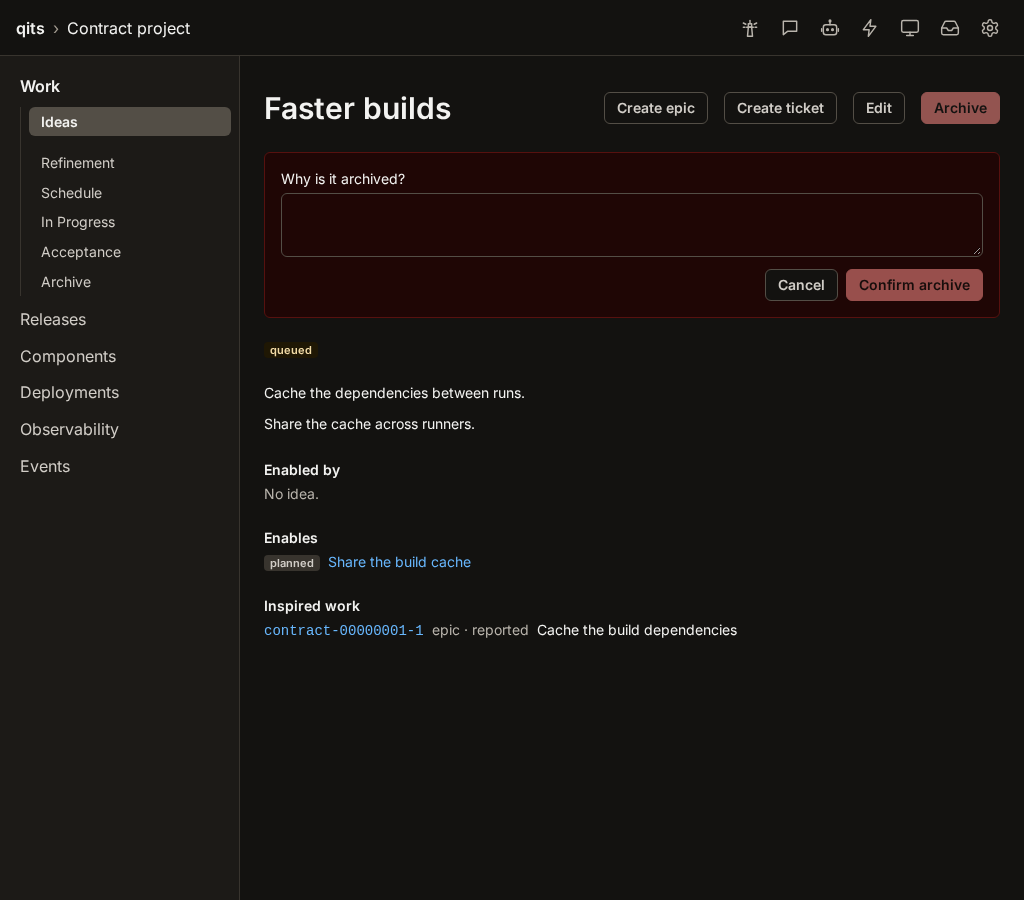 qits › Contract project
Work
Ideas
Refinement
Schedule
In Progress
Acceptance
Archive
Releases
Components
Deployments
Observability
Events
Faster builds
Create epic
Create ticket
Edit
Archive
Why is it archived?
Cancel
Confirm archive
queued
Cache the dependencies between runs.
Share the cache across runners.
Enabled by
No idea.
Enables
planned Share the build cache
Inspired work
contract-00000001-1 epic · reported Cache the build dependencies